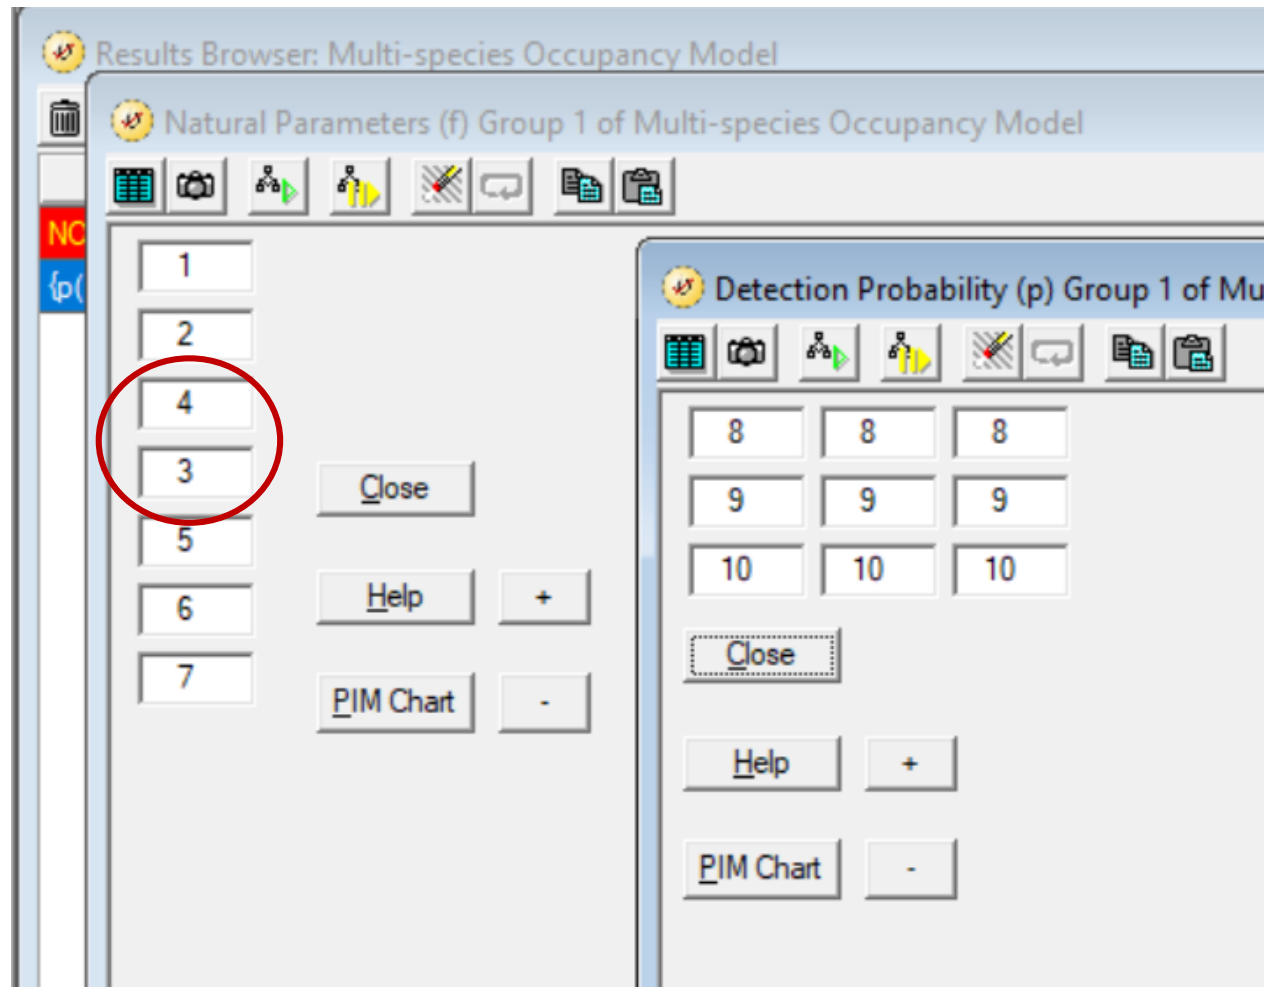 Results Browser: Multi-species Occupancy Model
Natural Parameters (f) Group 1 of Multi-species Occupancy Model
NO
{p(
1
2
4
3
5
6
7
Close
Help +
PIM Chart -
Detection Probability (p) Group 1 of Mu
8 8 8
9 9 9
10 10 10
Close
Help +
PIM Chart -